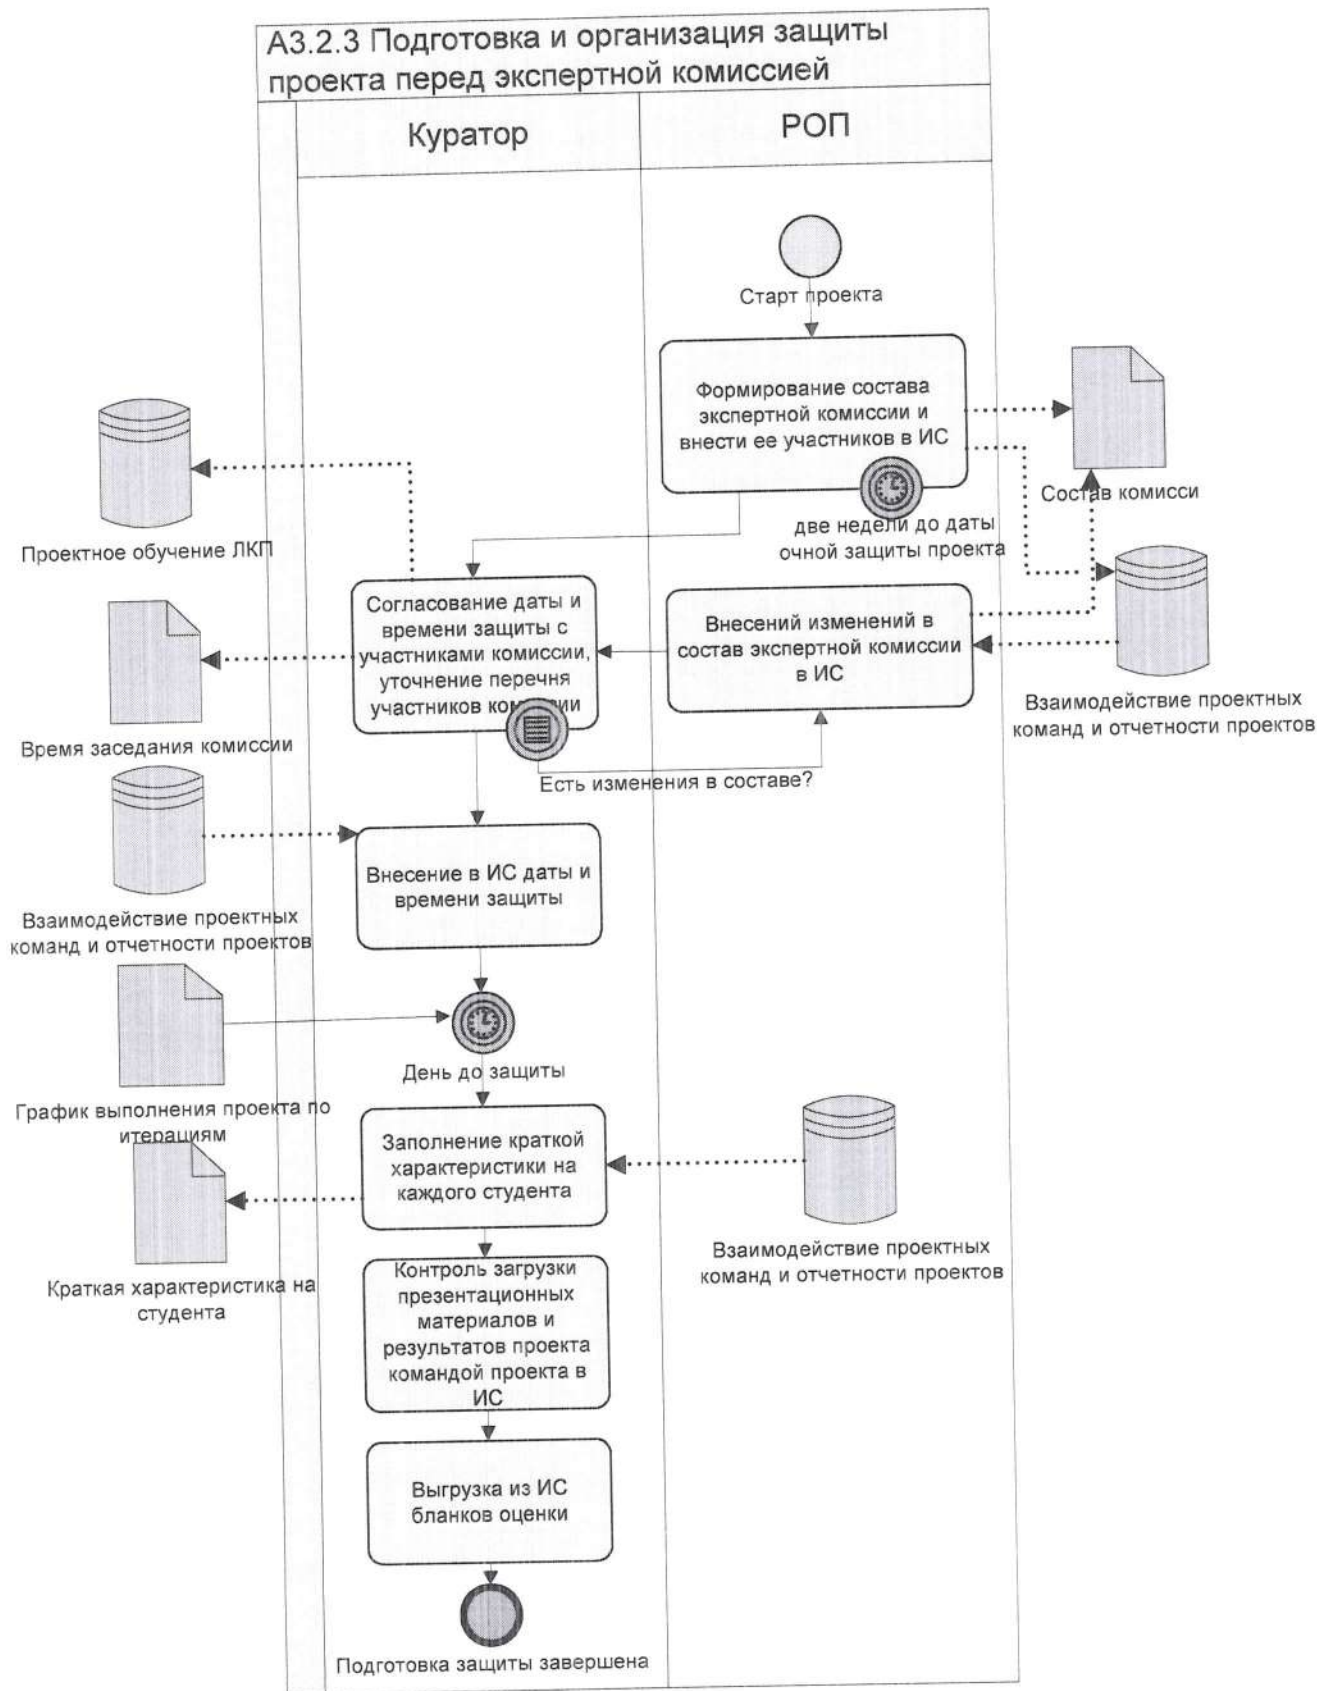 А3.2.3 Подготовка и организация защиты
проекта перед экспертной комиссией
Куратор
РОП
Старт проекта
Формирование состава
экспертной комиссии и
внести ее участников в ИС
Состав комисси
две недели до даты
очной защиты проекта
Проектное обучение ЛКП
Согласование даты и
времени защиты с
участниками комиссии,
уточнение перечня
участников комиссии
Внесений изменений в
состав экспертной комиссии
в ИС
Взаимодействие проектных
команд и отчетности проектов
Время заседания комиссии
Есть изменения в составе?
Внесение в ИС даты и
времени защиты
Взаимодействие проектных
команд и отчетности проектов
День до защиты
График выполнения проекта по
итерациям
Заполнение краткой
характеристики на
каждого студента
Взаимодействие проектных
команд и отчетности проектов
Краткая характеристика на
студента
Контроль загрузки
презентационных
материалов и
результатов проекта
командой проекта в
ИС
Выгрузка из ИС
бланков оценки
Подготовка защиты завершена